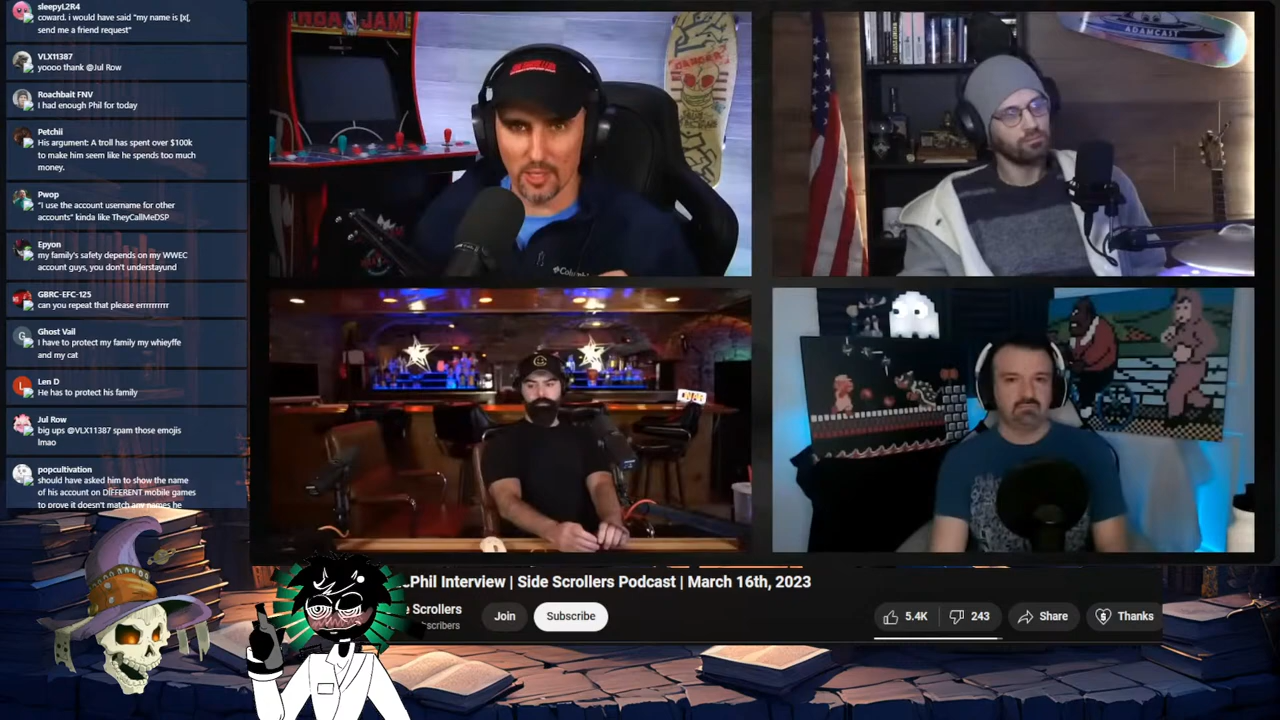 sleepyL2R4
coward. i would have said "my name is [x[,
send me a friend request"
VLX11387
yoooo thank @Jul Row
Roachbait FNV
I had enough Phil for today
Petchii
His argument: A troll has spent over $100k
to make him seem like he spends too much
money.
Pwop
"I use the account username for other
accounts" kinda like TheyCallMeDSP
Epyon
my family's safety depends on my WWEC
account guys, you don't understayund
GBRC-EFC-125
can you repeat that please errrrrrrrr
Ghost Vail
I have to protect my family my whieyffe
and my cat
Len D
He has to protect his family
Jul Row
big ups @VLX11387 spam those emojis
lmao
popcultivation
should have asked him to show the name
of his account on DIFFERENT mobile games
to prove it doesn't match any names he
NBA JAM
ADAMCAST
Columbia
ON AIR
Phil Interview | Side Scrollers Podcast | March 16th, 2023
e Scrollers
bscribers
Join
Subscribe
5.4K
243
Share
Thanks